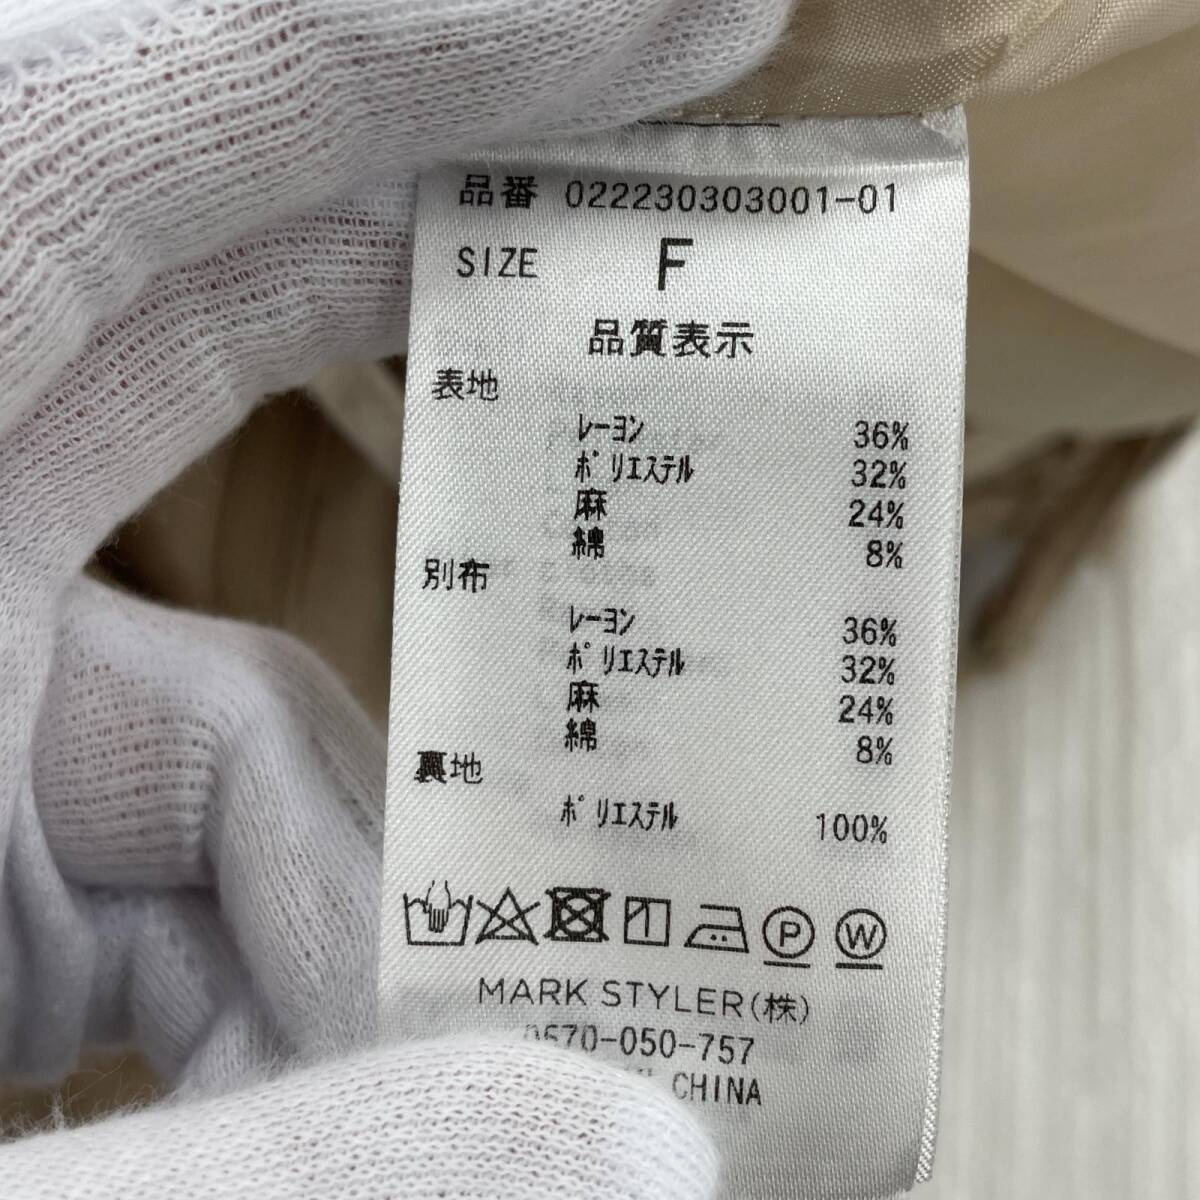 品番 022230303001-01
SIZE F
品質表示
表地
レーヨン 36%
ポリエステル 32%
麻 24%
綿 8%
別布
レーヨン 36%
ポリエステル 32%
麻 24%
綿 8%
裏地
ポリエステル 100%
P W
MARK STYLER(株)
0570-050-757
CHINA